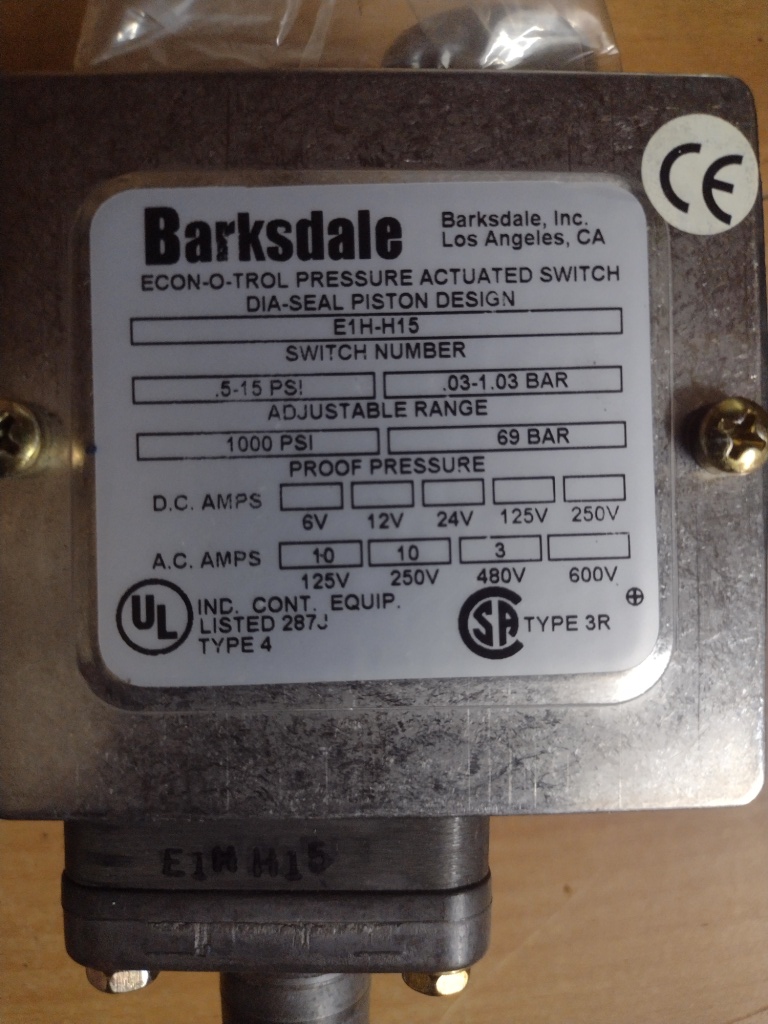 CE
Barksdale
Barksdale, Inc.
Los Angeles, CA
ECON-O-TROL PRESSURE ACTUATED SWITCH
DIA-SEAL PISTON DESIGN
E1H-H15
SWITCH NUMBER
.5-15 PSI .03-1.03 BAR
ADJUSTABLE RANGE
1000 PSI 69 BAR
PROOF PRESSURE
D.C. AMPS
6V 12V 24V 125V 250V
A.C. AMPS 10 10 3
125V 250V 480V 600V
UL
IND. CONT. EQUIP.
LISTED 287J
TYPE 4
SA TYPE 3R
E1H H15